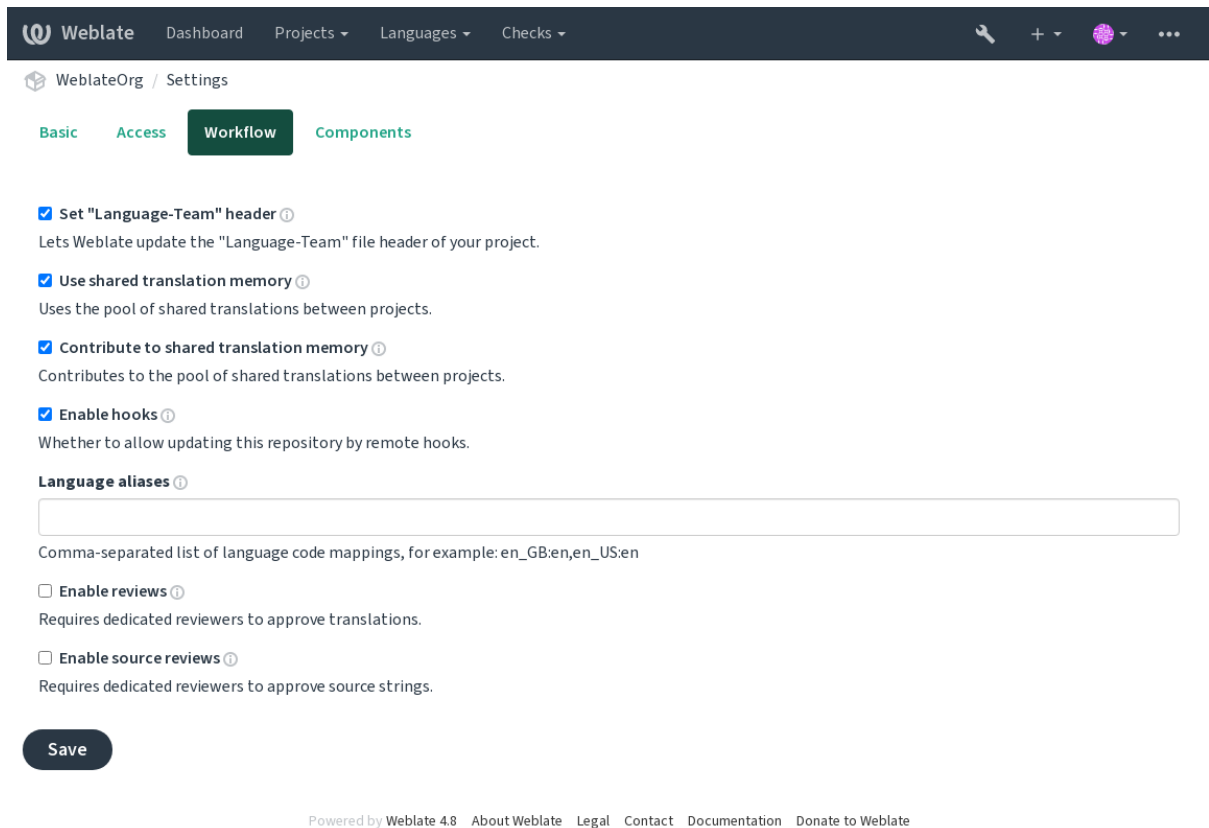 Weblate Dashboard Projects Languages Checks
WeblateOrg / Settings
Basic Access Workflow Components
Set "Language-Team" header
Lets Weblate update the "Language-Team" file header of your project.
Use shared translation memory
Uses the pool of shared translations between projects.
Contribute to shared translation memory
Contributes to the pool of shared translations between projects.
Enable hooks
Whether to allow updating this repository by remote hooks.
Language aliases
Comma-separated list of language code mappings, for example: en_GB:en,en_US:en
Enable reviews
Requires dedicated reviewers to approve translations.
Enable source reviews
Requires dedicated reviewers to approve source strings.
Save
Powered by Weblate 4.8 About Weblate Legal Contact Documentation Donate to Weblate